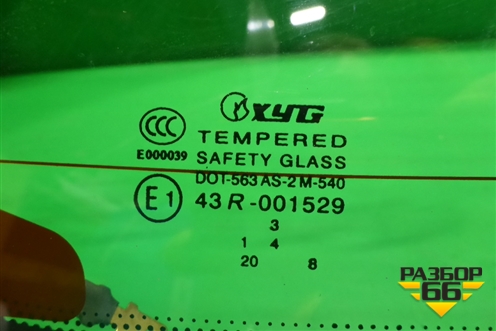 XYG
CCC TEMPERED
E000039 SAFETY GLASS
DOT-563 AS-2 M-540
E1 43R-001529
3
1 4
20 8
РАЗБОР
66